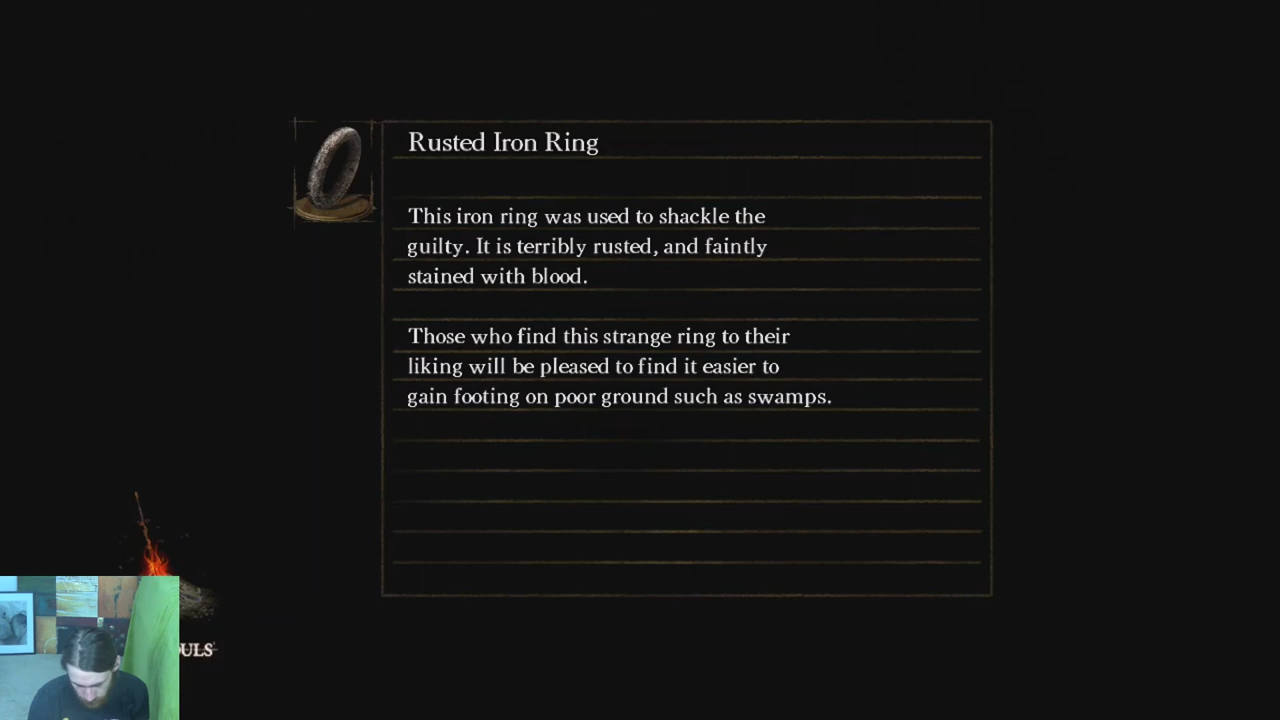 Rusted Iron Ring
This iron ring was used to shackle the
guilty. It is terribly rusted, and faintly
stained with blood.
Those who find this strange ring to their
liking will be pleased to find it easier to
gain footing on poor ground such as swamps.
ULS